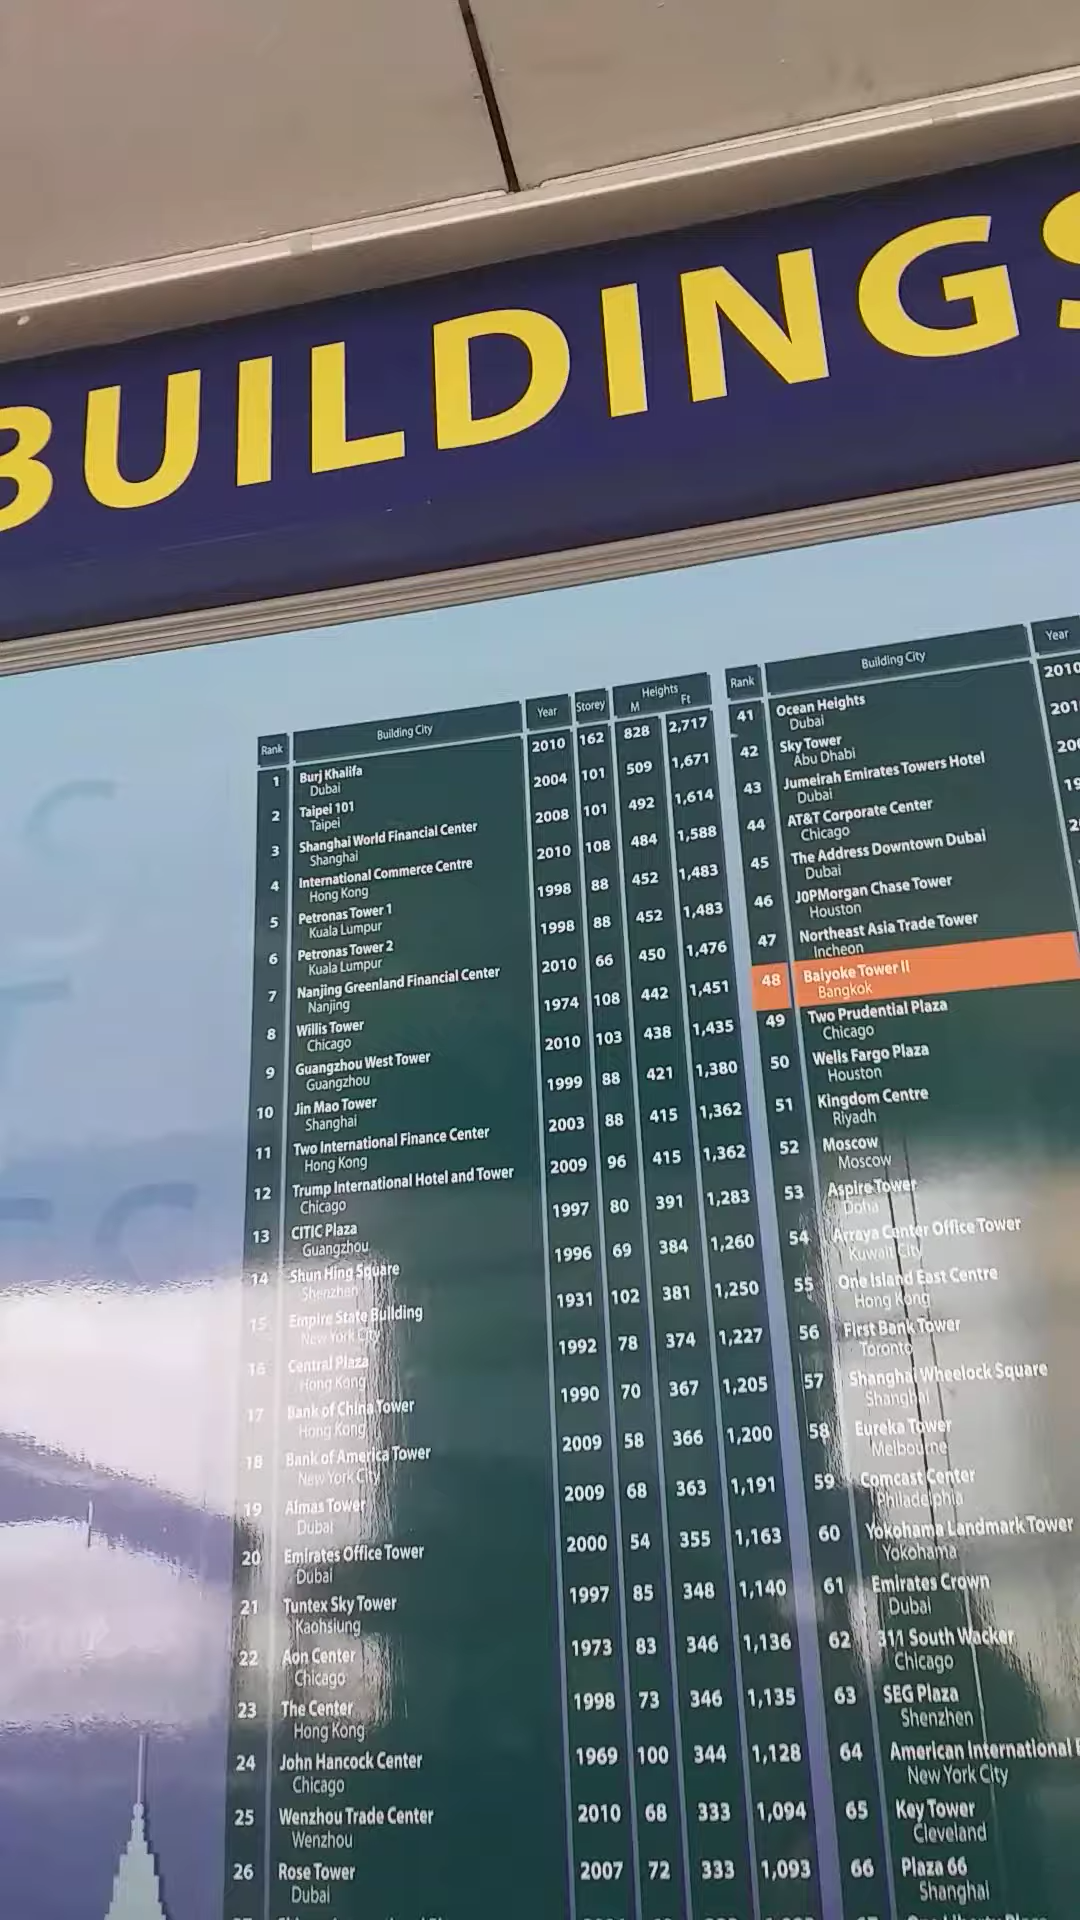 BUILDINGS
Rank Building City Year Storey Heights M Ft
1 Burj Khalifa 2010 162 828 2,717
Dubai
2 Taipei 101 2004 101 509 1,671
Taipei
3 Shanghai World Financial Center 2008 101 492 1,614
Shanghai
4 International Commerce Centre 2010 108 484 1,588
Hong Kong
5 Petronas Tower 1 1998 88 452 1,483
Kuala Lumpur
6 Petronas Tower 2 1998 88 452 1,483
Kuala Lumpur
7 Nanjing Greenland Financial Center 2010 66 450 1,476
Nanjing
8 Willis Tower 1974 108 442 1,451
Chicago
9 Guangzhou West Tower 2010 103 438 1,435
Guangzhou
10 Jin Mao Tower 1999 88 421 1,380
Shanghai
11 Two International Finance Center 2003 88 415 1,362
Hong Kong
12 Trump International Hotel and Tower 2009 96 415 1,362
Chicago
13 CITIC Plaza 1997 80 391 1,283
Guangzhou
14 Shun Hing Square 1996 69 384 1,260
Shenzhen
15 Empire State Building 1931 102 381 1,250
New York City
16 Central Plaza 1992 78 374 1,227
Hong Kong
17 Bank of China Tower 1990 70 367 1,205
Hong Kong
18 Bank of America Tower 2009 58 366 1,200
New York City
19 Almas Tower 2009 68 363 1,191
Dubai
20 Emirates Office Tower 2000 54 355 1,163
Dubai
21 Tuntex Sky Tower 1997 85 348 1,140
Kaohsiung
22 Aon Center 1973 83 346 1,136
Chicago
23 The Center 1998 73 346 1,135
Hong Kong
24 John Hancock Center 1969 100 344 1,128
Chicago
25 Wenzhou Trade Center 2010 68 333 1,094
Wenzhou
26 Rose Tower 2007 72 333 1,093
Dubai
Rank Building City Year
41 Ocean Heights 2010
Dubai
42 Sky Tower
Abu Dhabi
43 Jumeirah Emirates Towers Hotel
Dubai
44 AT&T Corporate Center
Chicago
45 The Address Downtown Dubai
Dubai
46 JOPMorgan Chase Tower
Houston
47 Northeast Asia Trade Tower
Incheon
48 Baiyoke Tower II
Bangkok
49 Two Prudential Plaza
Chicago
50 Wells Fargo Plaza
Houston
51 Kingdom Centre
Riyadh
52 Moscow
Moscow
53 Aspire Tower
Doha
54 Arraya Center Office Tower
Kuwait City
55 One Island East Centre
Hong Kong
56 First Bank Tower
Toronto
57 Shanghai Wheelock Square
Shanghai
58 Eureka Tower
Melbourne
59 Comcast Center
Philadelphia
60 Yokohama Landmark Tower
Yokohama
61 Emirates Crown
Dubai
62 311 South Wacker
Chicago
63 SEG Plaza
Shenzhen
64 American International
New York City
65 Key Tower
Cleveland
66 Plaza 66
Shanghai